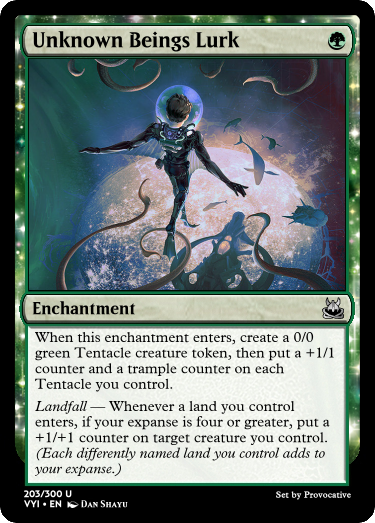 Unknown Beings Lurk
Enchantment
When this enchantment enters, create a 0/0
green Tentacle creature token, then put a +1/1
counter and a trample counter on each
Tentacle you control.
Landfall — Whenever a land you control
enters, if your expanse is four or greater, put a
+1/+1 counter on target creature you control.
(Each differently named land you control adds to
your expanse.)
203/300 U
VYI • EN Dan Shayu
Set by Provocative